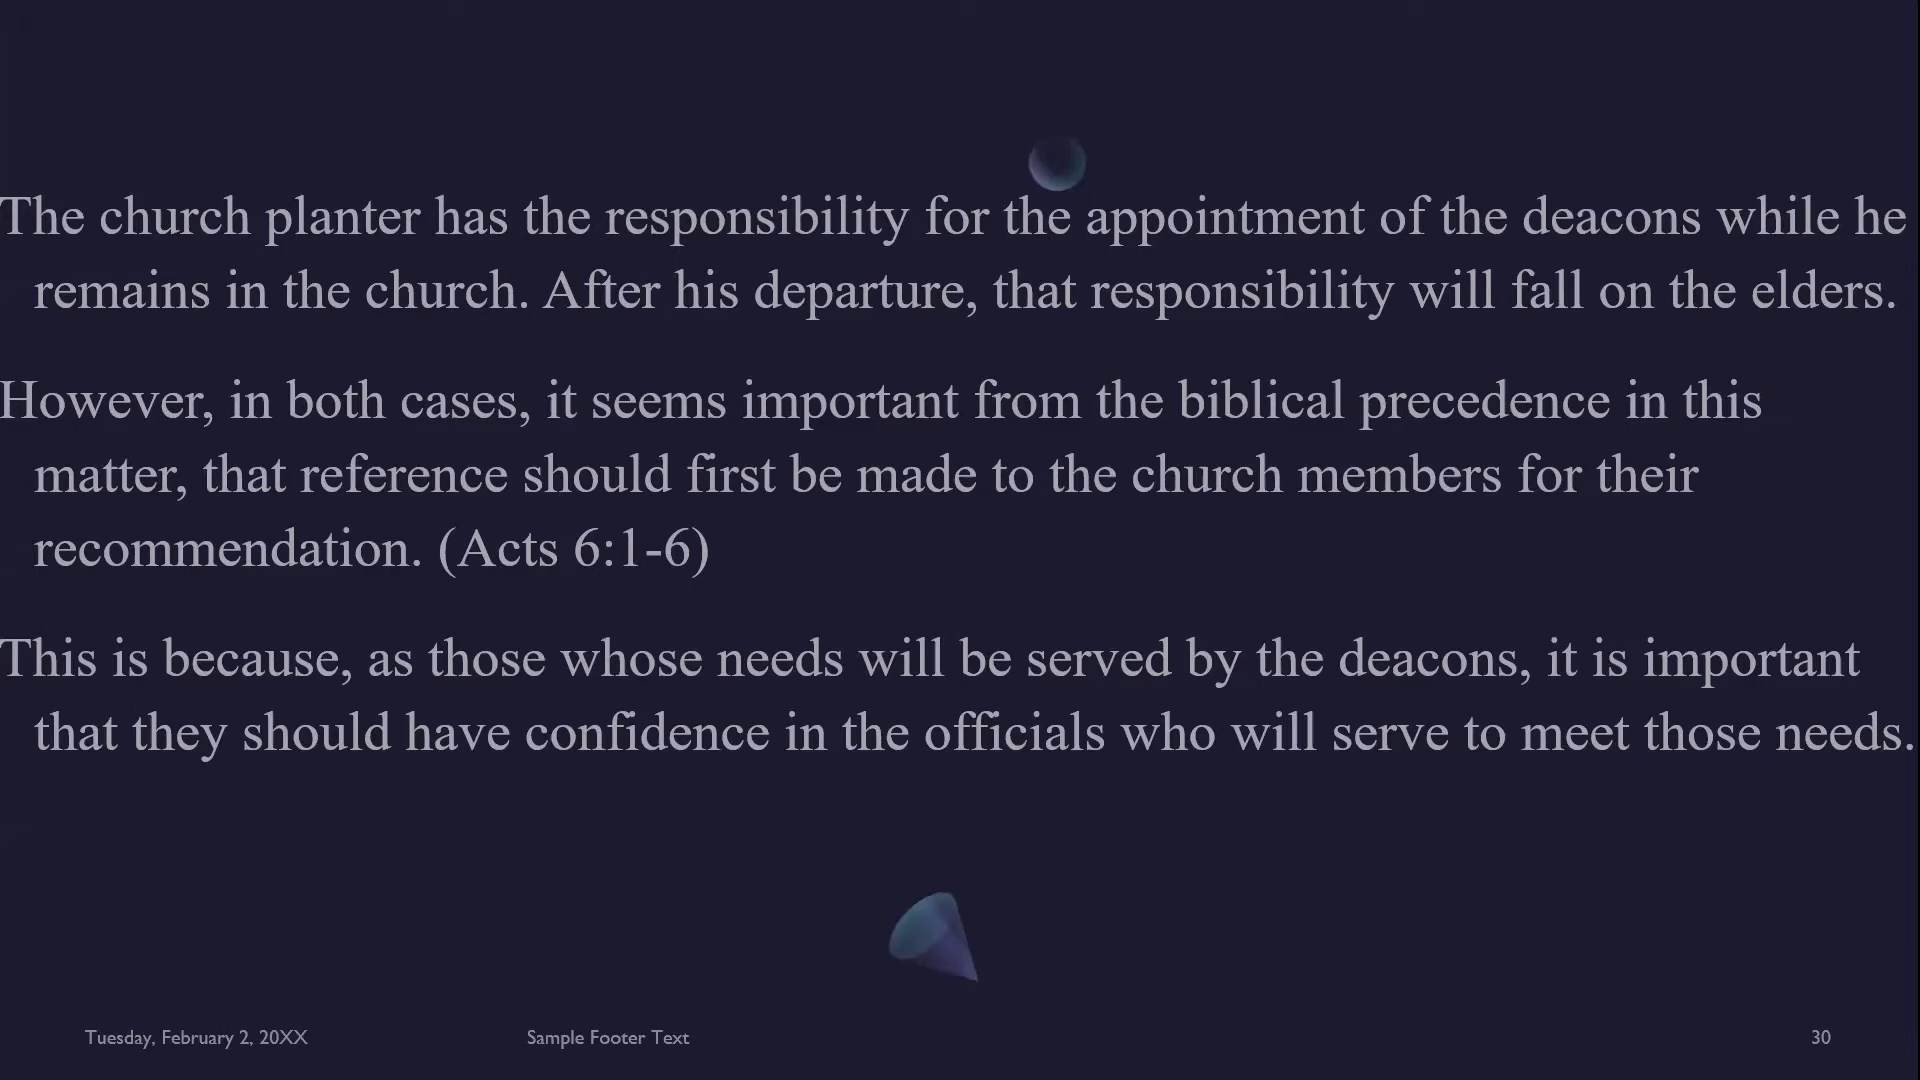 The church planter has the responsibility for the appointment of the deacons while he
remains in the church. After his departure, that responsibility will fall on the elders.
However, in both cases, it seems important from the biblical precedence in this
matter, that reference should first be made to the church members for their
recommendation. (Acts 6:1-6)
This is because, as those whose needs will be served by the deacons, it is important
that they should have confidence in the officials who will serve to meet those needs.
Tuesday, February 2, 20XX
Sample Footer Text
30